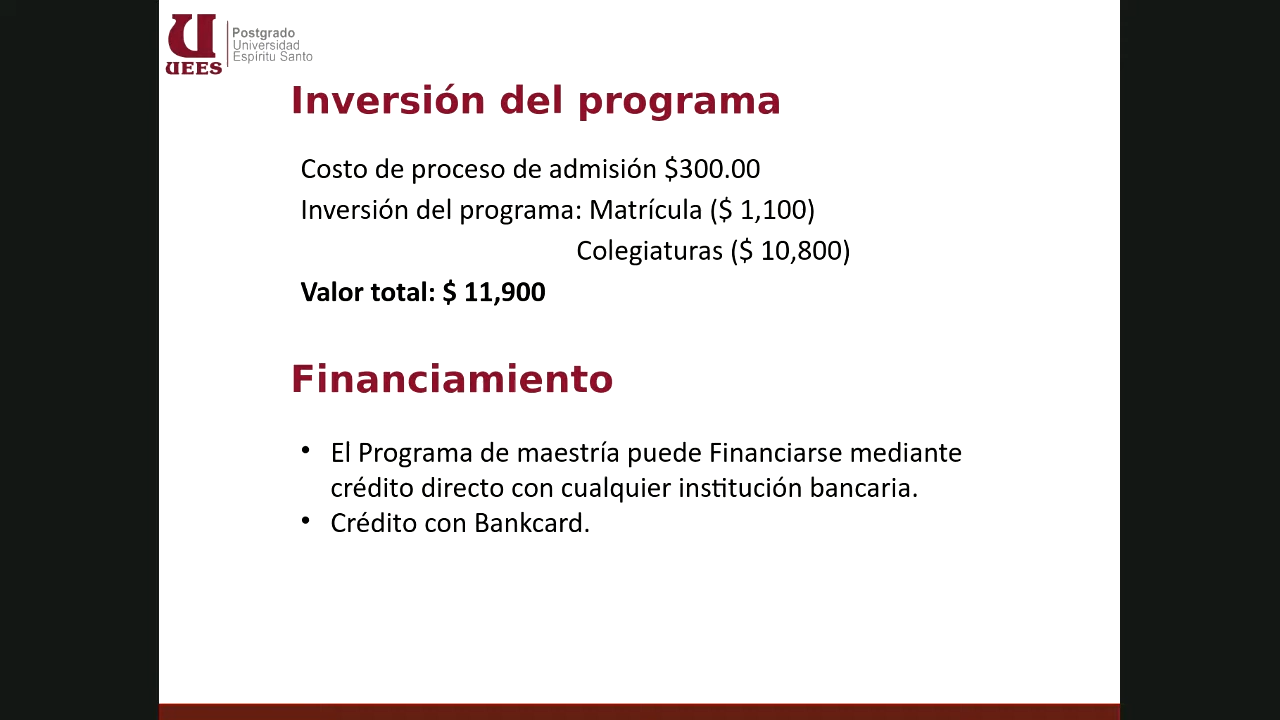 UEES
Postgrado
Universidad
Espíritu Santo
Inversión del programa
Costo de proceso de admisión $300.00
Inversión del programa: Matrícula ($ 1,100)
Colegiaturas ($ 10,800)
Valor total: $ 11,900
Financiamiento
• El Programa de maestría puede Financiarse mediante
crédito directo con cualquier institución bancaria.
• Crédito con Bankcard.